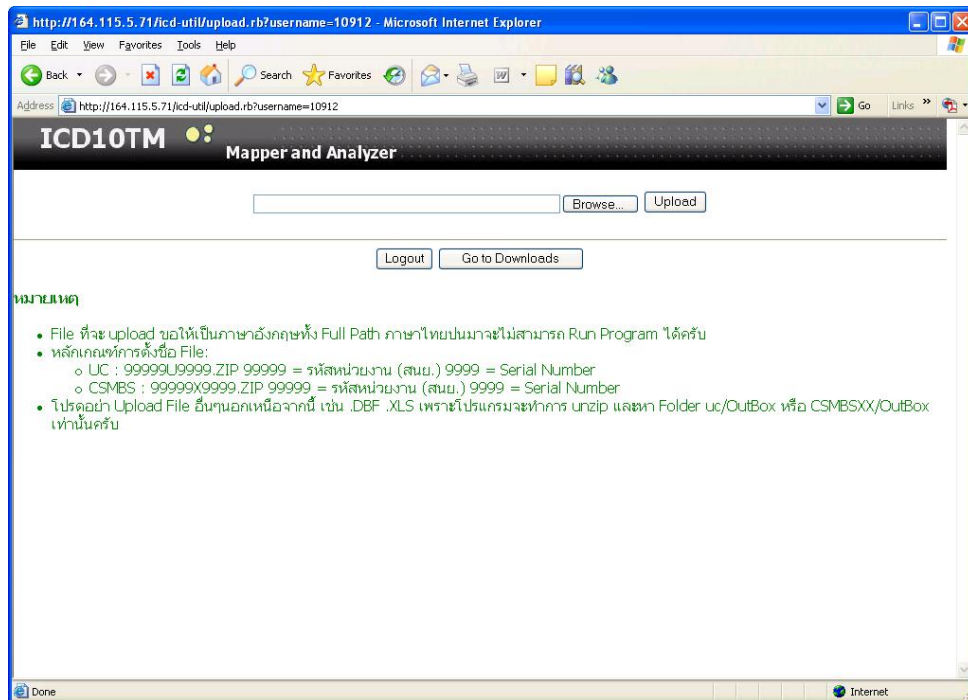 http://164.115.5.71/icd-util/upload.rb?username=10912 - Microsoft Internet Explorer
File Edit View Favorites Tools Help
Back Search Favorites
Address http://164.115.5.71/icd-util/upload.rb?username=10912 Go Links »
ICD10TM
Mapper and Analyzer
Browse... Upload
Logout Go to Downloads
หมายเหตุ
• File ที่จะ upload ขอให้เป็นภาษาอังกฤษทั้ง Full Path ภาษาไทยปนมาจะไม่สามารถ Run Program ได้ครับ
• หลักเกณฑ์การตั้งชื่อ File:
o UC : 99999U9999.ZIP 99999 = รหัสหน่วยงาน (สนย.) 9999 = Serial Number
o CSMBS : 99999X9999.ZIP 99999 = รหัสหน่วยงาน (สนย.) 9999 = Serial Number
• โปรดอย่า Upload File อื่นๆนอกเหนือจากนี้ เช่น .DBF .XLS เพราะโปรแกรมจะทำการ unzip และหา Folder uc/OutBox หรือ CSMBSXX/OutBox
เท่านั้นครับ
Done Internet